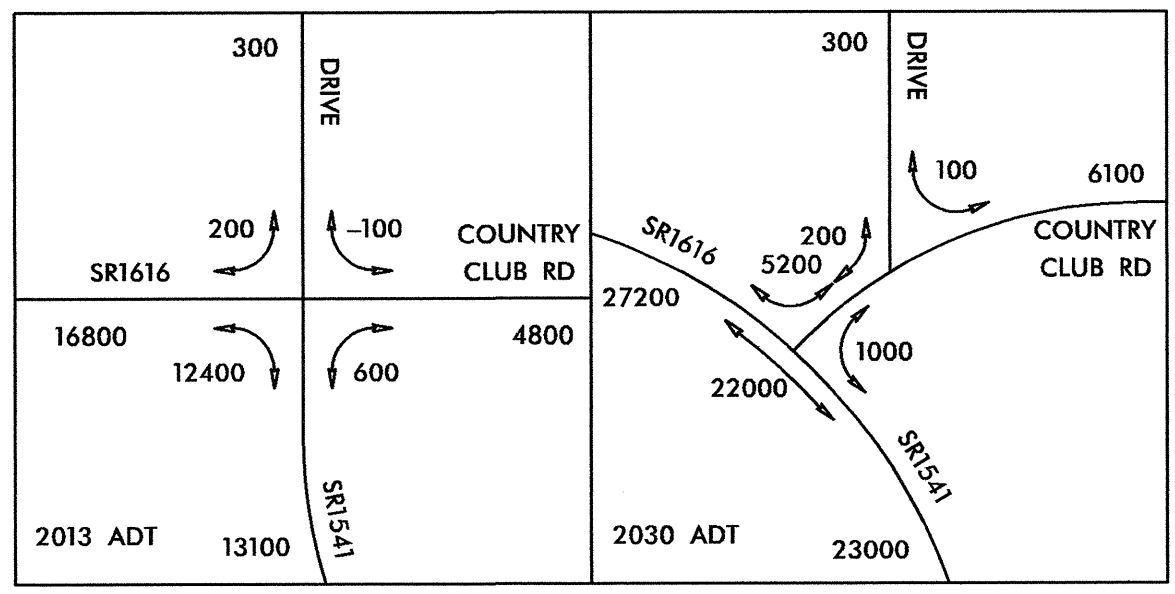 300
DRIVE
200
–100
COUNTRY
CLUB RD
SR1616
16800
4800
12400
600
SR1541
2013 ADT
13100
300
DRIVE
100
6100
SR1616
200
5200
COUNTRY
CLUB RD
27200
1000
22000
SR1541
2030 ADT
23000